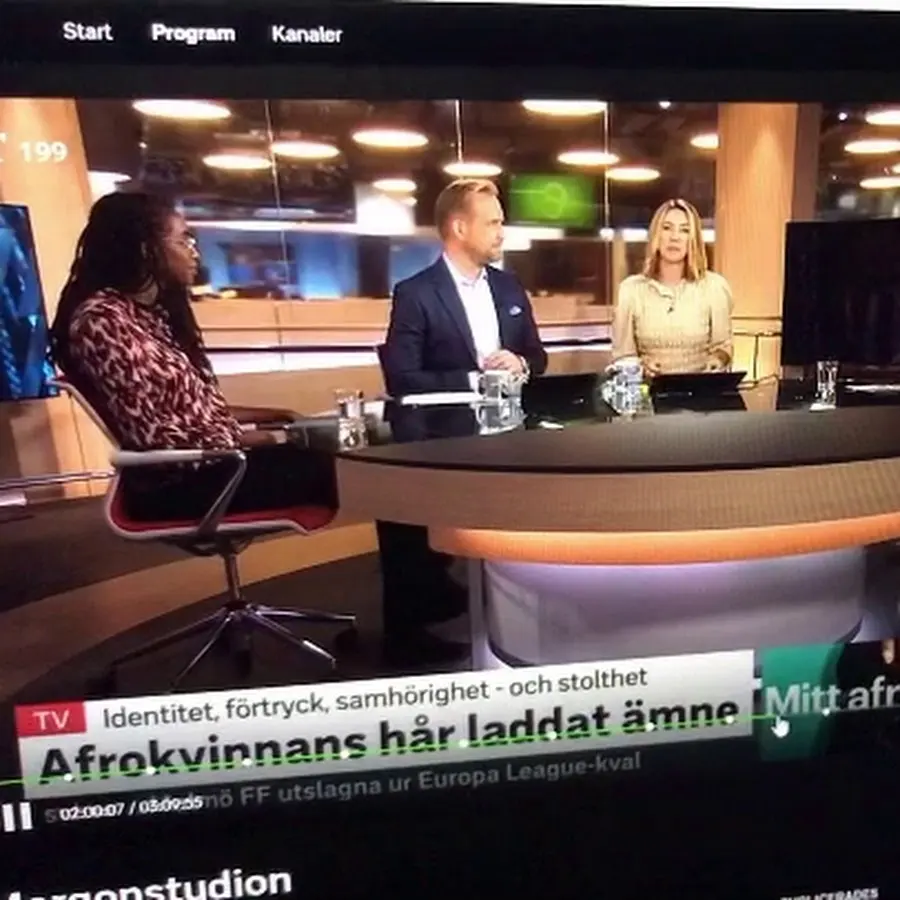 Start Program Kanaler
199
TV
Identitet, förtryck, samhörighet - och stolthet
Afrokvinnans hår laddat ämne
Mitt afr
FF utslagna ur Europa League-kval
02:00:07 / 03:09:55
Morgonstudion
PUBLICERADES